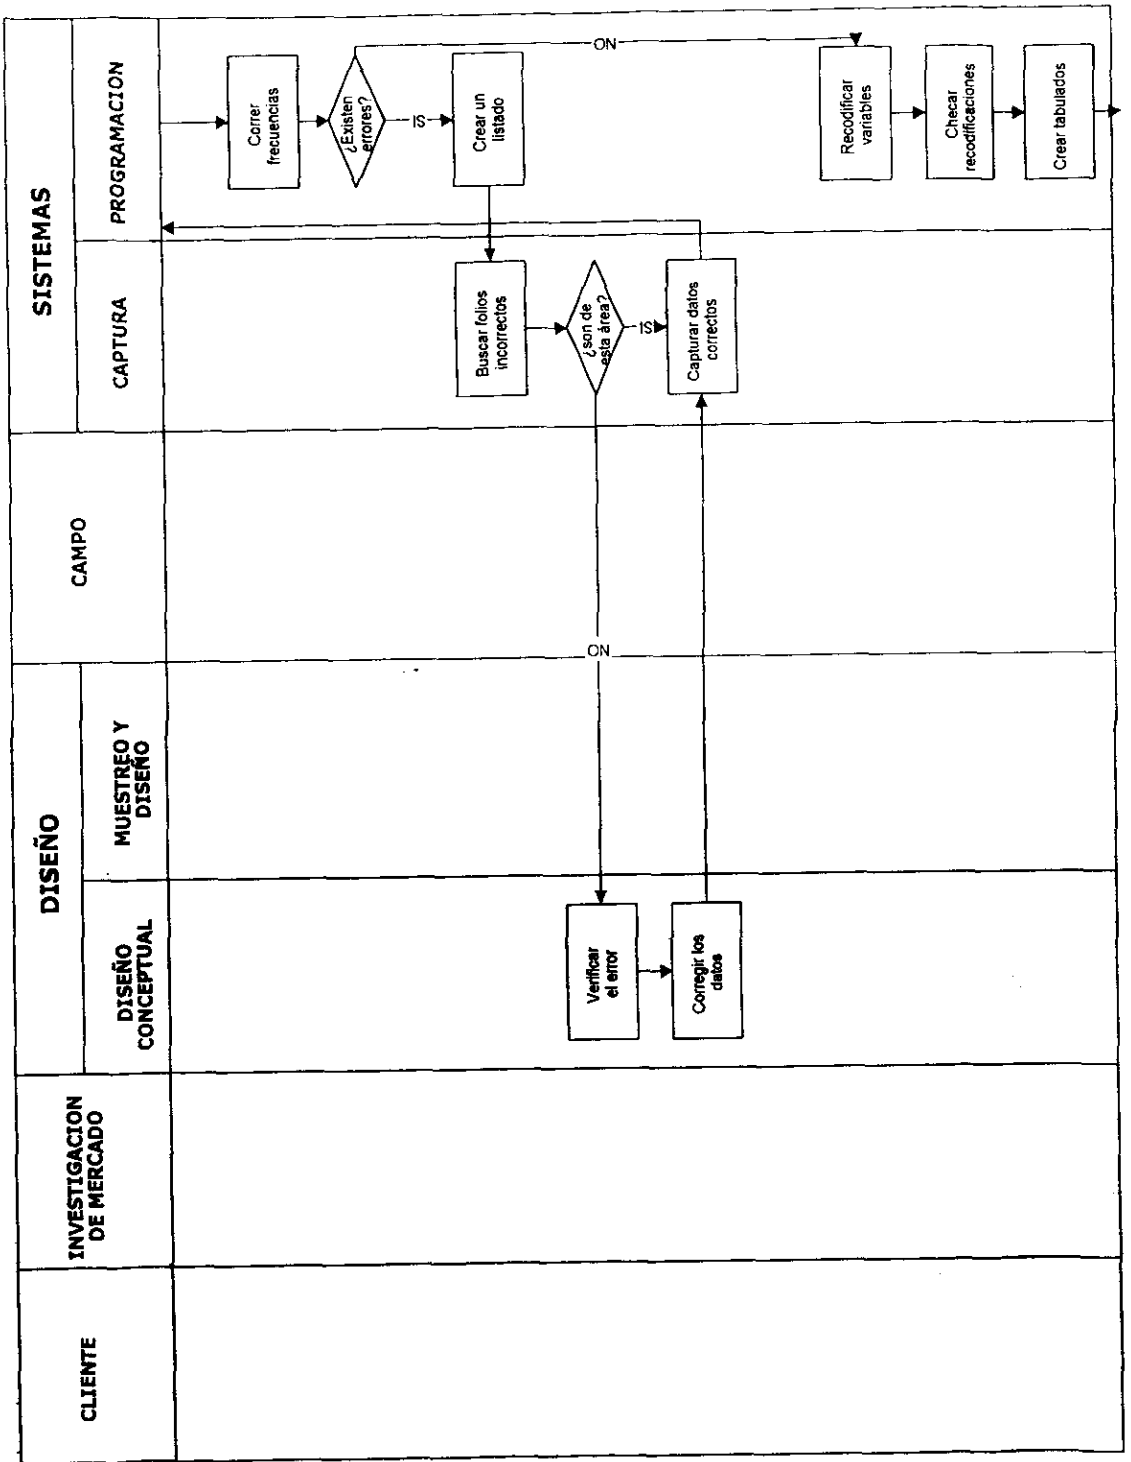 CLIENTE
INVESTIGACION
DE MERCADO
DISEÑO
DISEÑO
CONCEPTUAL
MUESTREO Y
DISEÑO
CAMPO
SISTEMAS
CAPTURA
PROGRAMACION
Correr
frecuencias
¿Existen
errores?
ON
IS
Crear un
listado
Buscar folios
incorrectos
¿son de
esta área?
ON
IS
Verificar
el error
Corregir los
datos
Capturar datos
correctos
Recodificar
variables
Checar
recodificaciones
Crear tabulados